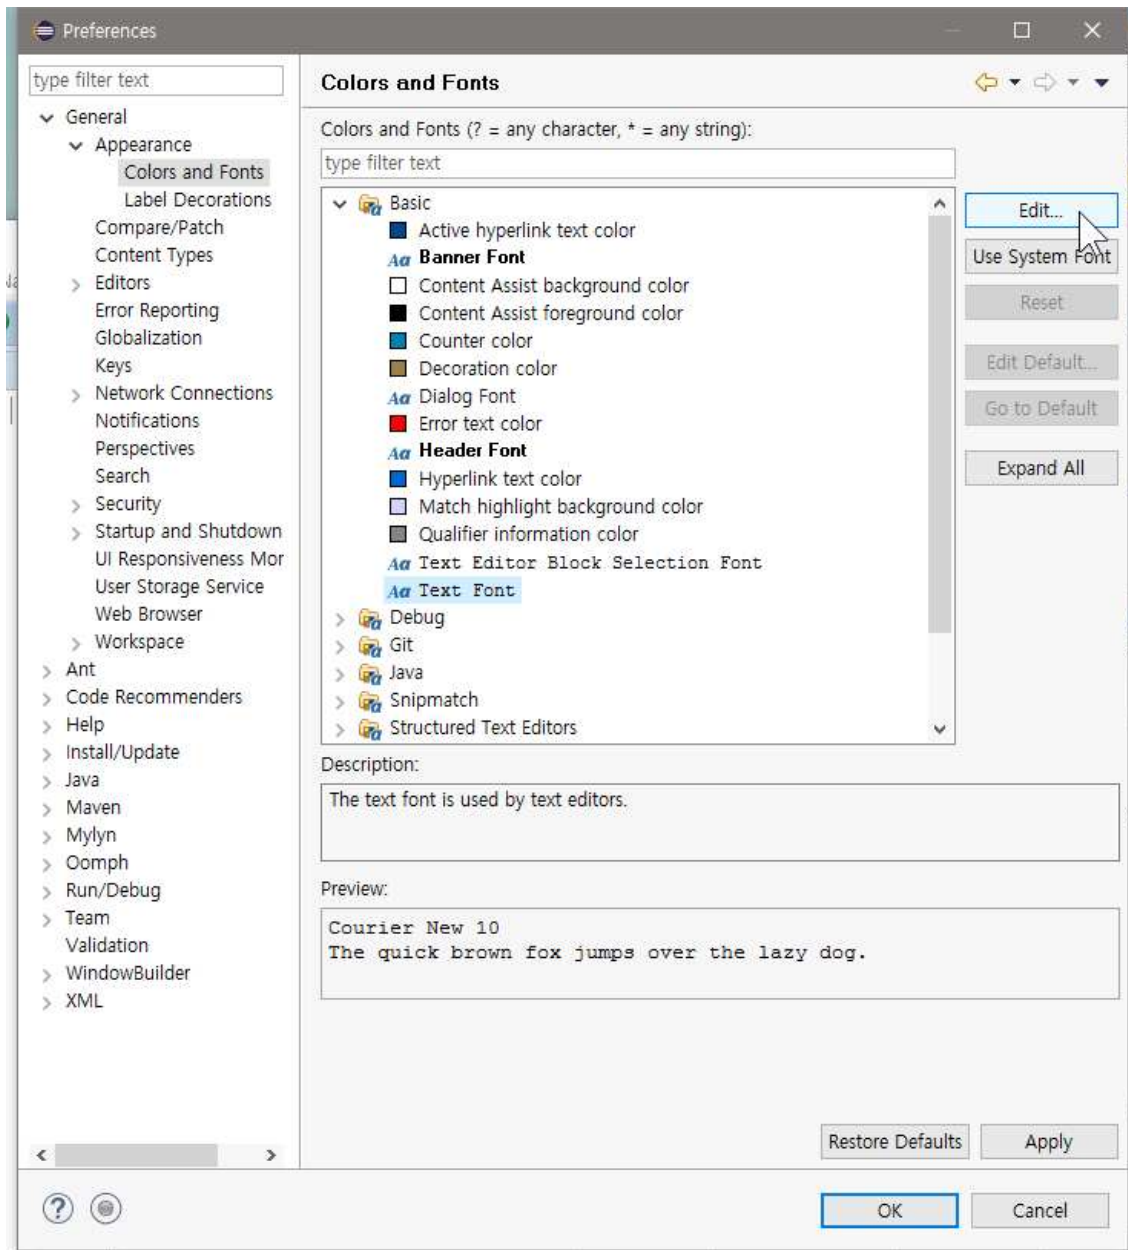 Preferences
type filter text
General
Appearance
Colors and Fonts
Label Decorations
Compare/Patch
Content Types
Editors
Error Reporting
Globalization
Keys
Network Connections
Notifications
Perspectives
Search
Security
Startup and Shutdown
UI Responsiveness Mor
User Storage Service
Web Browser
Workspace
Ant
Code Recommenders
Help
Install/Update
Java
Maven
Mylyn
Oomph
Run/Debug
Team
Validation
WindowBuilder
XML
Colors and Fonts
Colors and Fonts (? = any character, * = any string):
type filter text
Basic
Active hyperlink text color
Aa Banner Font
Content Assist background color
Content Assist foreground color
Counter color
Decoration color
Aa Dialog Font
Error text color
Aa Header Font
Hyperlink text color
Match highlight background color
Qualifier information color
Aa Text Editor Block Selection Font
Aa Text Font
Debug
Git
Java
Snipmatch
Structured Text Editors
Edit...
Use System Font
Reset
Edit Default...
Go to Default
Expand All
Description:
The text font is used by text editors.
Preview:
Courier New 10
The quick brown fox jumps over the lazy dog.
Restore Defaults
Apply
?
OK
Cancel